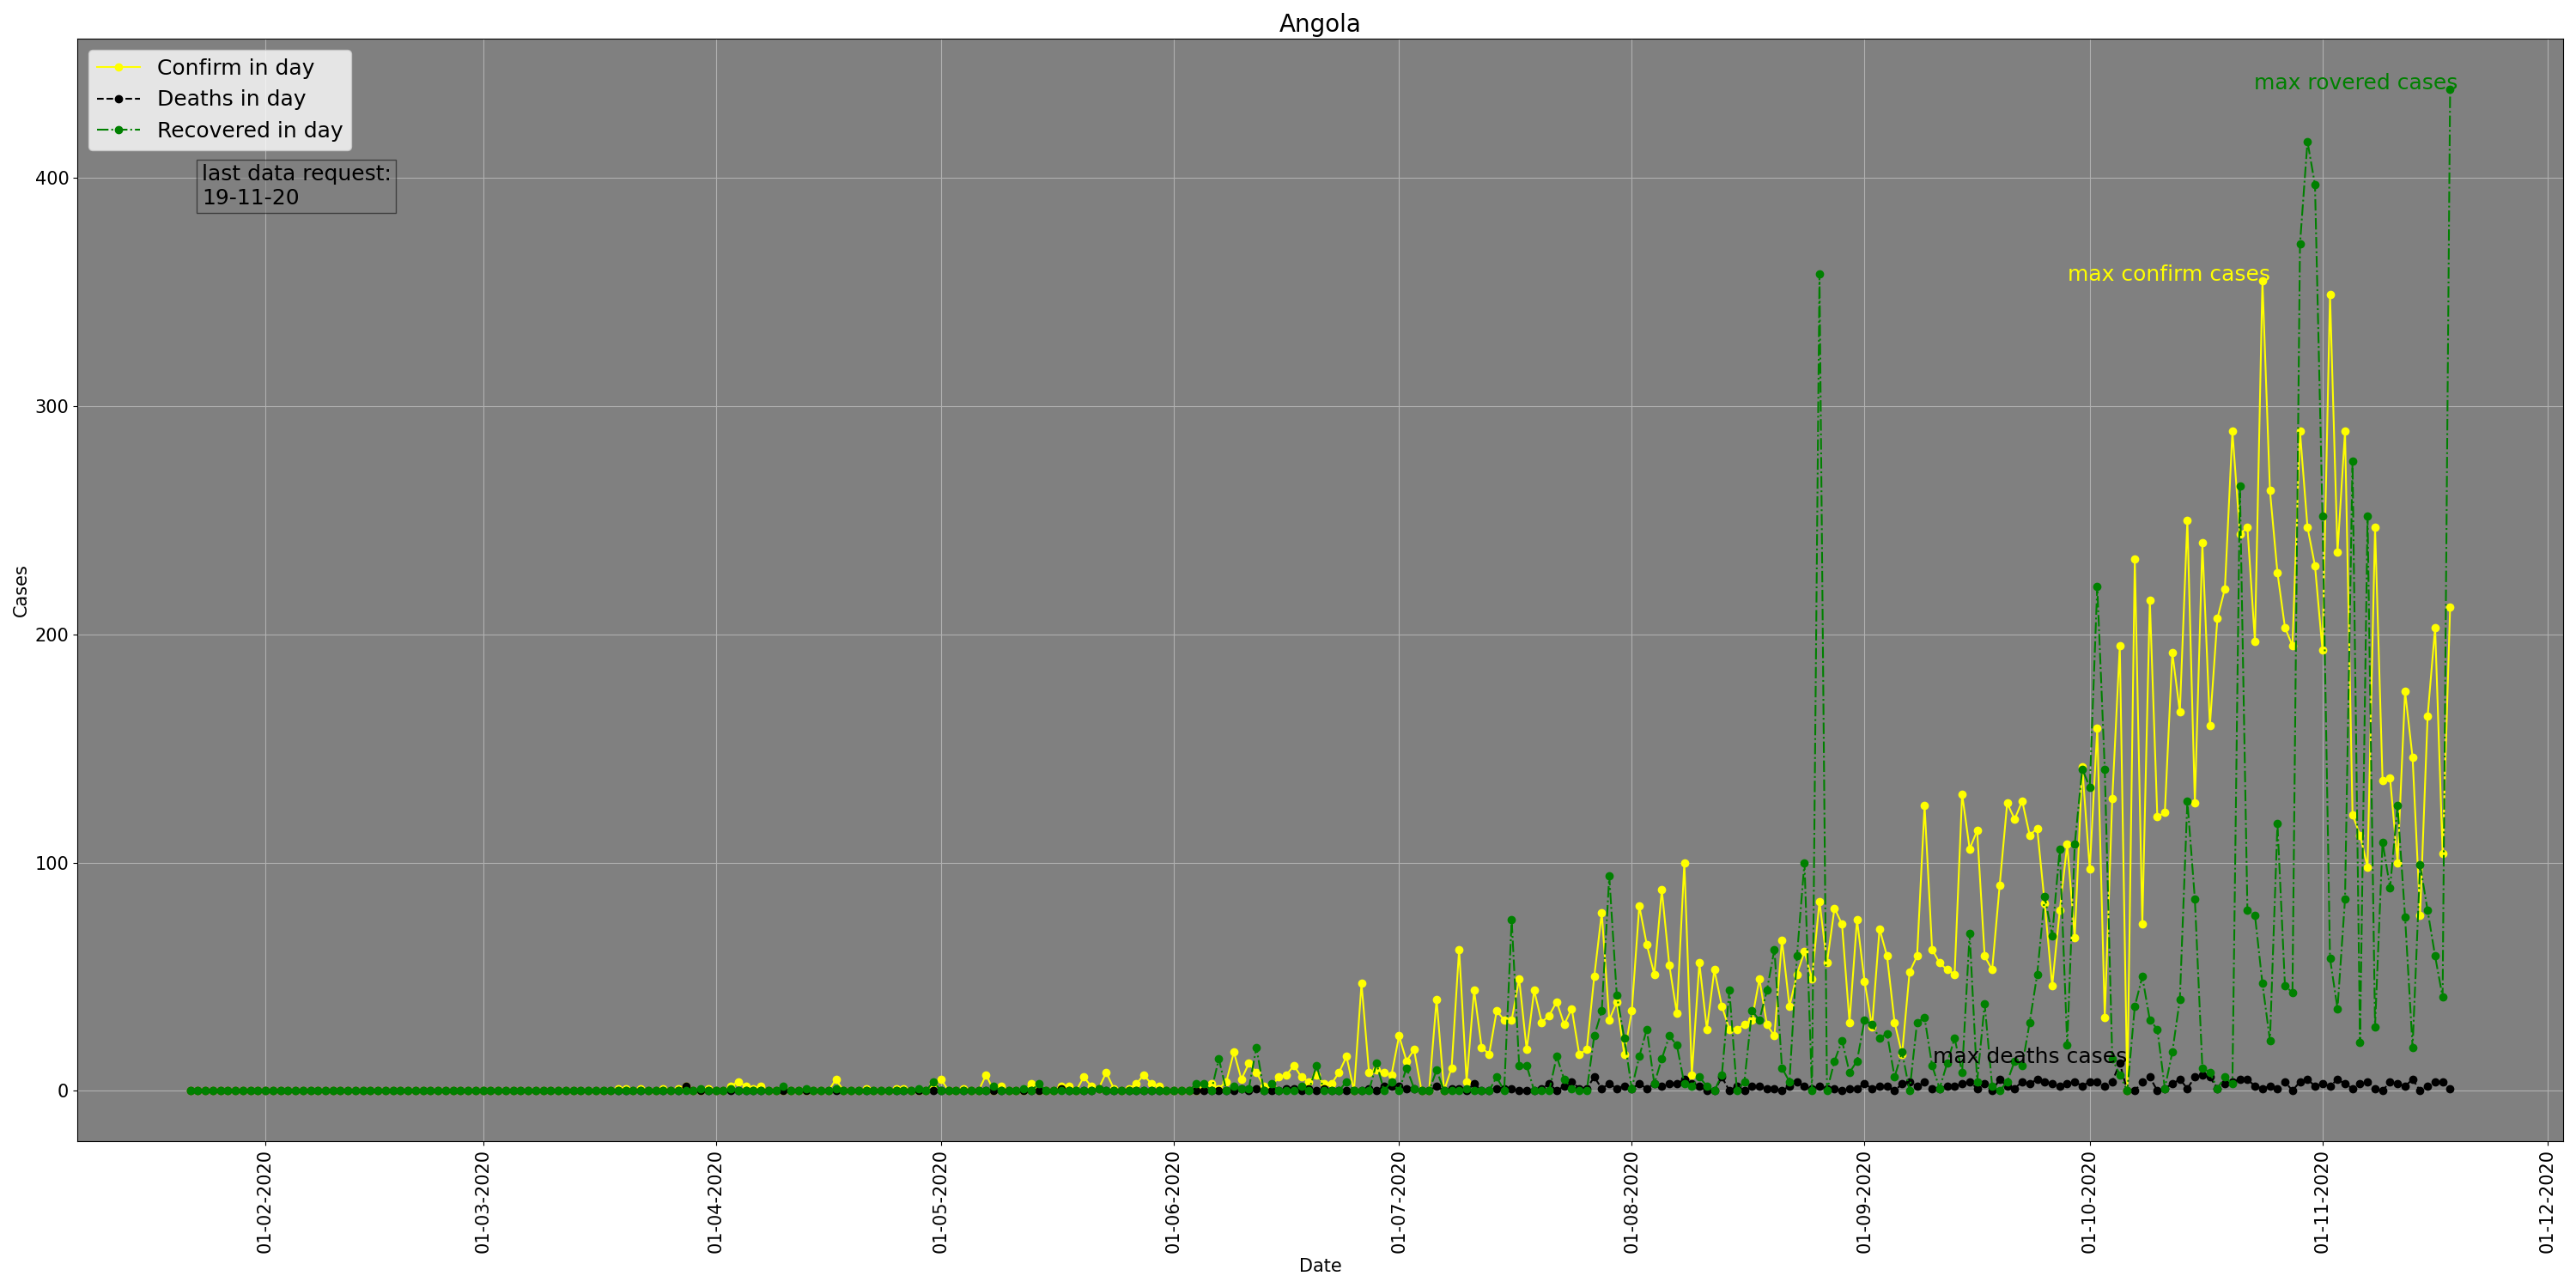 Angola
Confirm in day
Deaths in day
Recovered in day
last data request:
19-11-20
max rovered cases
max confirm cases
max deaths cases
Cases
400
300
200
100
0
01-02-2020
01-03-2020
01-04-2020
01-05-2020
01-06-2020
01-07-2020
01-08-2020
01-09-2020
01-10-2020
01-11-2020
01-12-2020
Date